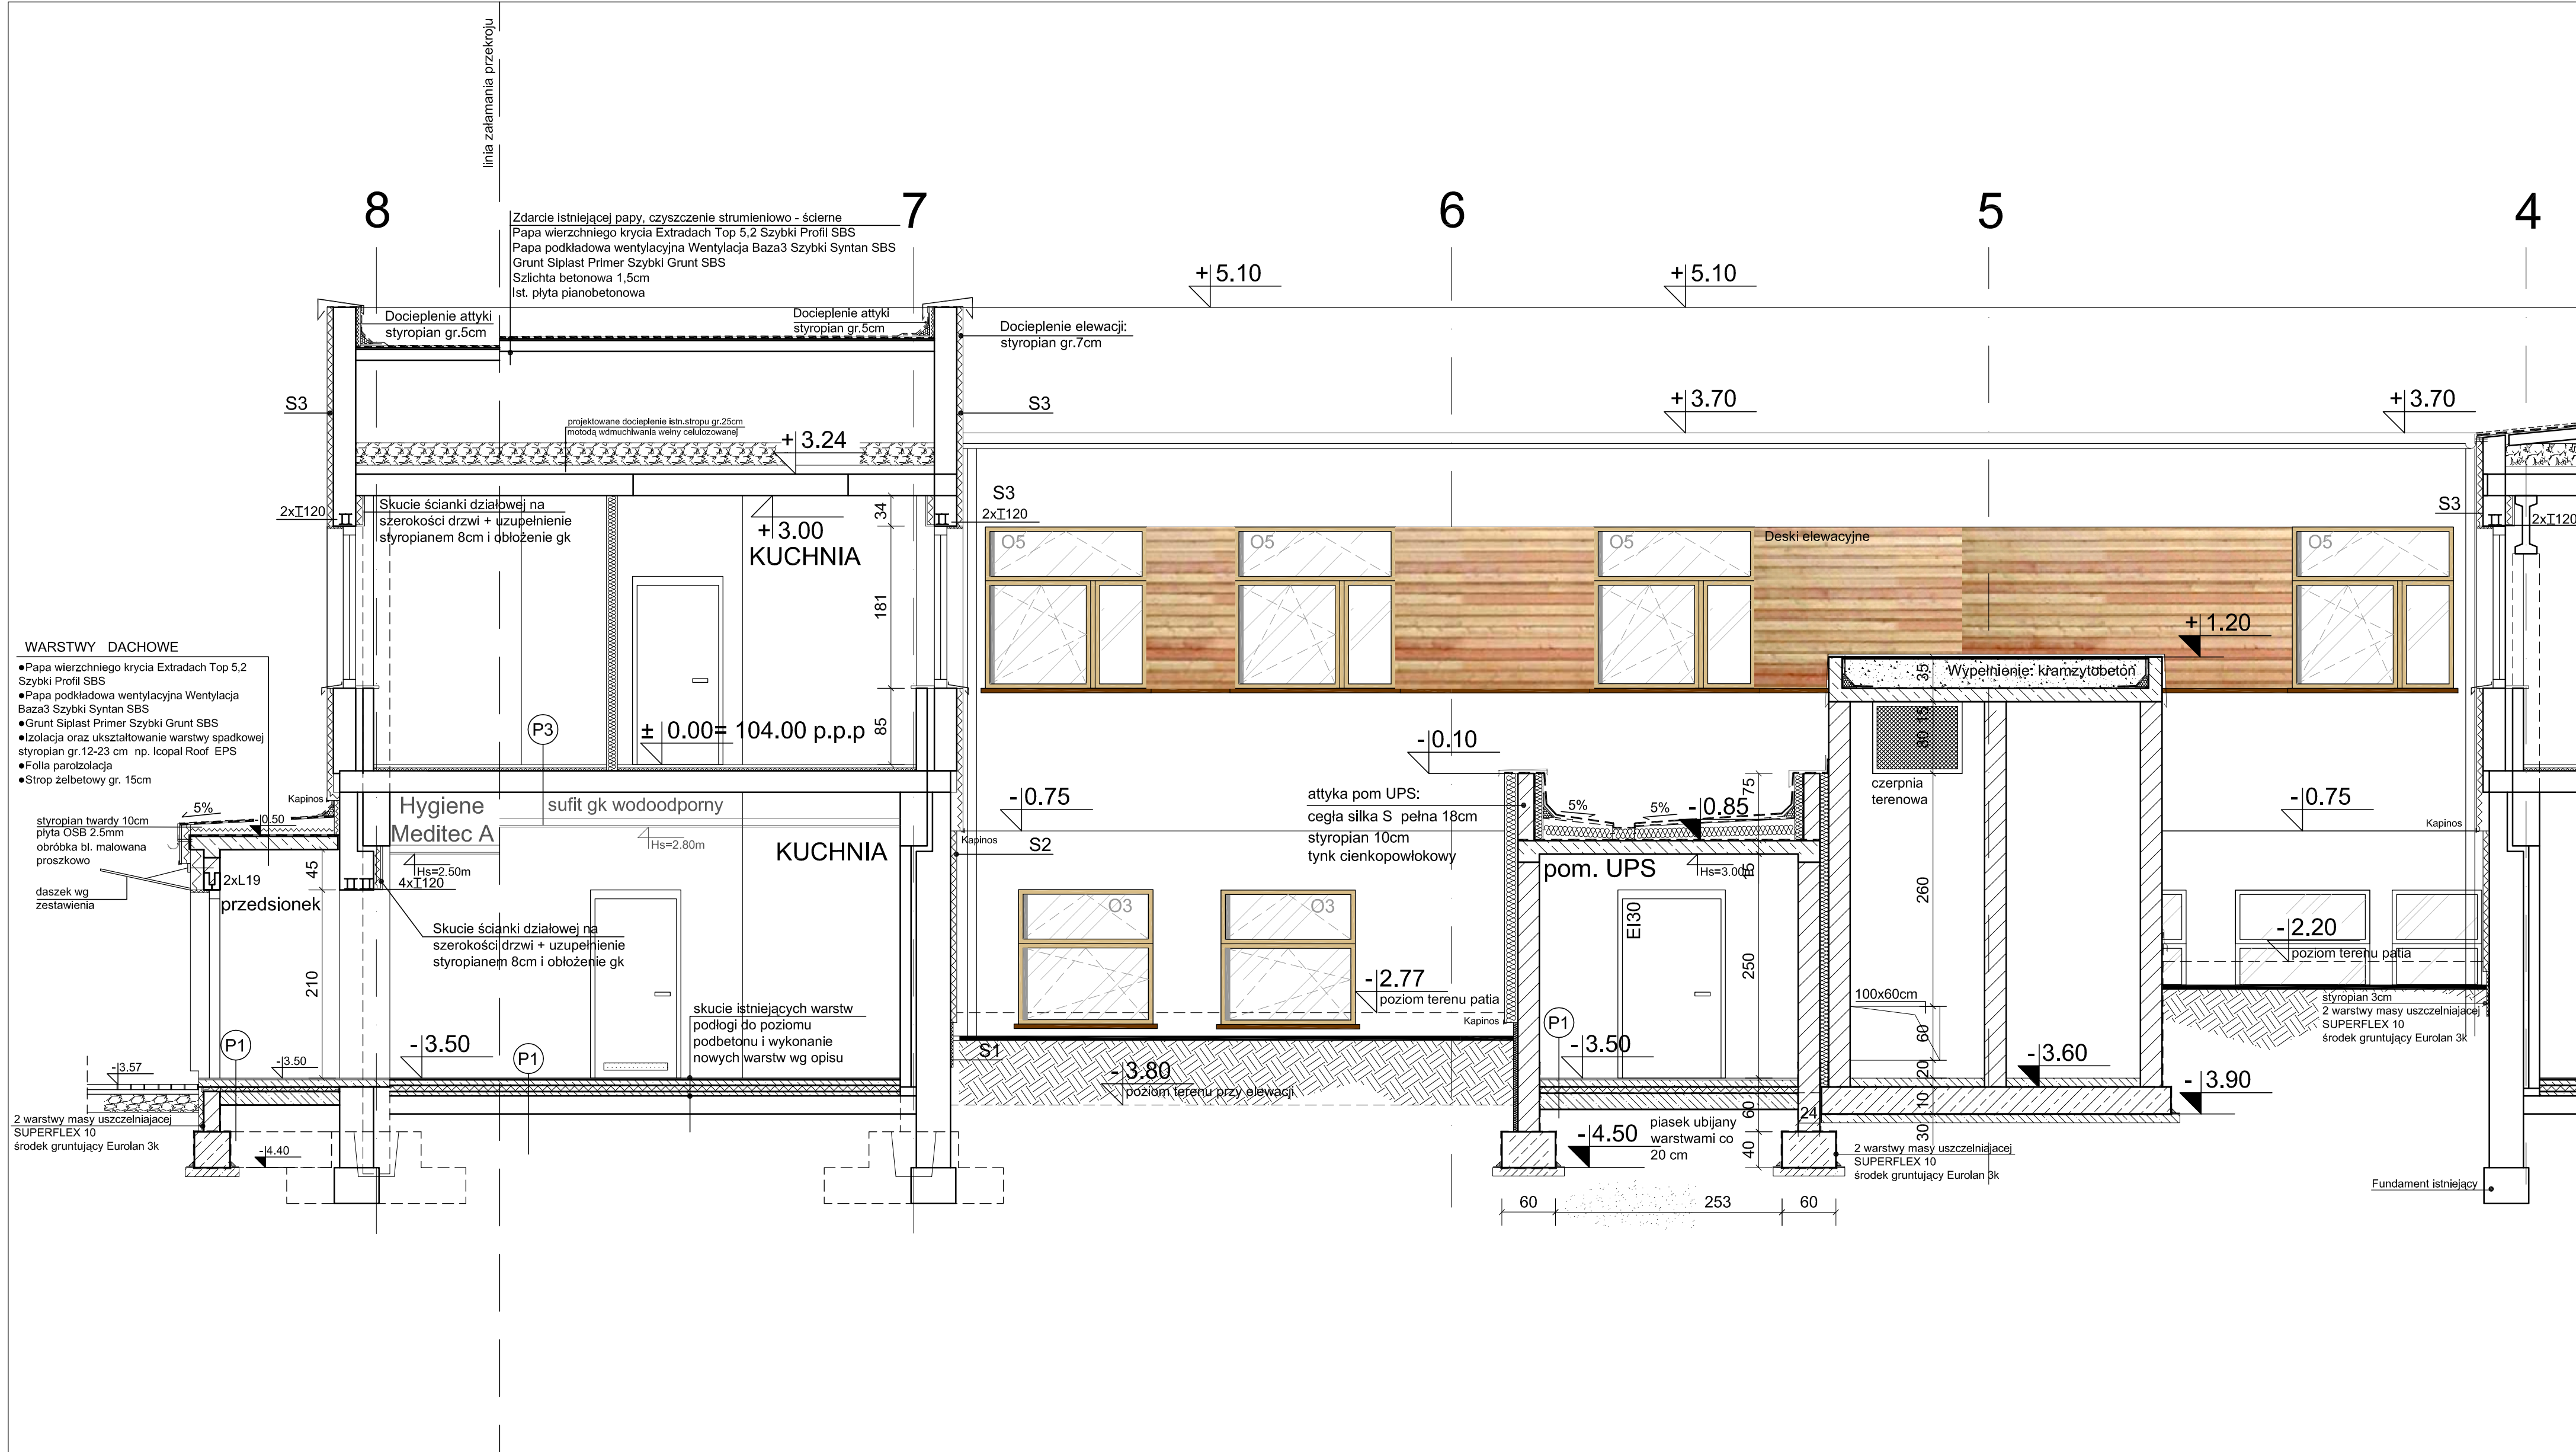 linia załamania przekroju
8
7
6
5
4
Zdarcie istniejącej papy, czyszczenie strumieniowo - ścierne
Papa wierzchniego krycia Extradach Top 5,2 Szybki Profil SBS
Papa podkładowa wentylacyjna Wentylacja Baza3 Szybki Syntan SBS
Grunt Siplast Primer Szybki Grunt SBS
Szlichta betonowa 1,5cm
Ist. płyta pianobetonowa
+ 5.10
+ 5.10
Docieplenie attyki
styropian gr.5cm
Docieplenie attyki
styropian gr.5cm
Docieplenie elewacji:
styropian gr.7cm
S3
S3
+ 3.70
+ 3.70
projektowane docieplenie istn.stropu gr.25cm
motodą wdmuchiwania wełny celulozowanej
+ 3.24
2xI120
Skucie ścianki działowej na
szerokości drzwi + uzupełnienie
styropianem 8cm i obłożenie gk
+ 3.00
KUCHNIA
34
181
85
S3
2xI120
S3
2xI120
O5
O5
O5
O5
Deski elewacyjne
+ 1.20
Wypełnienie: kramzytobeton
35
15
80
WARSTWY DACHOWE
●Papa wierzchniego krycia Extradach Top 5,2
Szybki Profil SBS
●Papa podkładowa wentylacyjna Wentylacja
Baza3 Szybki Syntan SBS
●Grunt Siplast Primer Szybki Grunt SBS
●Izolacja oraz ukształtowanie warstwy spadkowej
styropian gr.12-23 cm np. Icopal Roof EPS
●Folia paroizolacja
●Strop żelbetowy gr. 15cm
P3
± 0.00= 104.00 p.p.p
- 0.10
- 0.75
- 0.75
Kapinos
5%
-0.50
styropian twardy 10cm
płyta OSB 2.5mm
obróbka bl. malowana
proszkowo
daszek wg
zestawienia
2xL19
przedsionek
45
210
Hygiene
Meditec A
sufit gk wodoodporny
Hs=2.80m
KUCHNIA
Hs=2.50m
4xI120
Skucie ścianki działowej na
szerokości drzwi + uzupełnienie
styropianem 8cm i obłożenie gk
Kapinos
S2
attyka pom UPS:
cegła silka S pełna 18cm
styropian 10cm
tynk cienkopowłokowy
5%
5%
- 0.85
75
pom. UPS
Hs=3.00m
15
EI30
250
czerpnia
terenowa
260
Kapinos
O3
O3
- 2.77
poziom terenu patia
Kapinos
- 2.20
poziom terenu patia
100x60cm
60
20
10
30
styropian 3cm
2 warstwy masy uszczelniajacej
SUPERFLEX 10
środek gruntujący Eurolan 3k
skucie istniejących warstw
podłogi do poziomu
podbetonu i wykonanie
nowych warstw wg opisu
P1
P1
P1
- 3.57
- 3.50
- 3.50
S1
- 3.80
poziom terenu przy elewacji
- 3.50
- 3.60
- 3.90
2 warstwy masy uszczelniajacej
SUPERFLEX 10
środek gruntujący Eurolan 3k
- 4.40
- 4.50
piasek ubijany
warstwami co
20 cm
60
40
24
2 warstwy masy uszczelniajacej
SUPERFLEX 10
środek gruntujący Eurolan 3k
Fundament istniejący
60
253
60